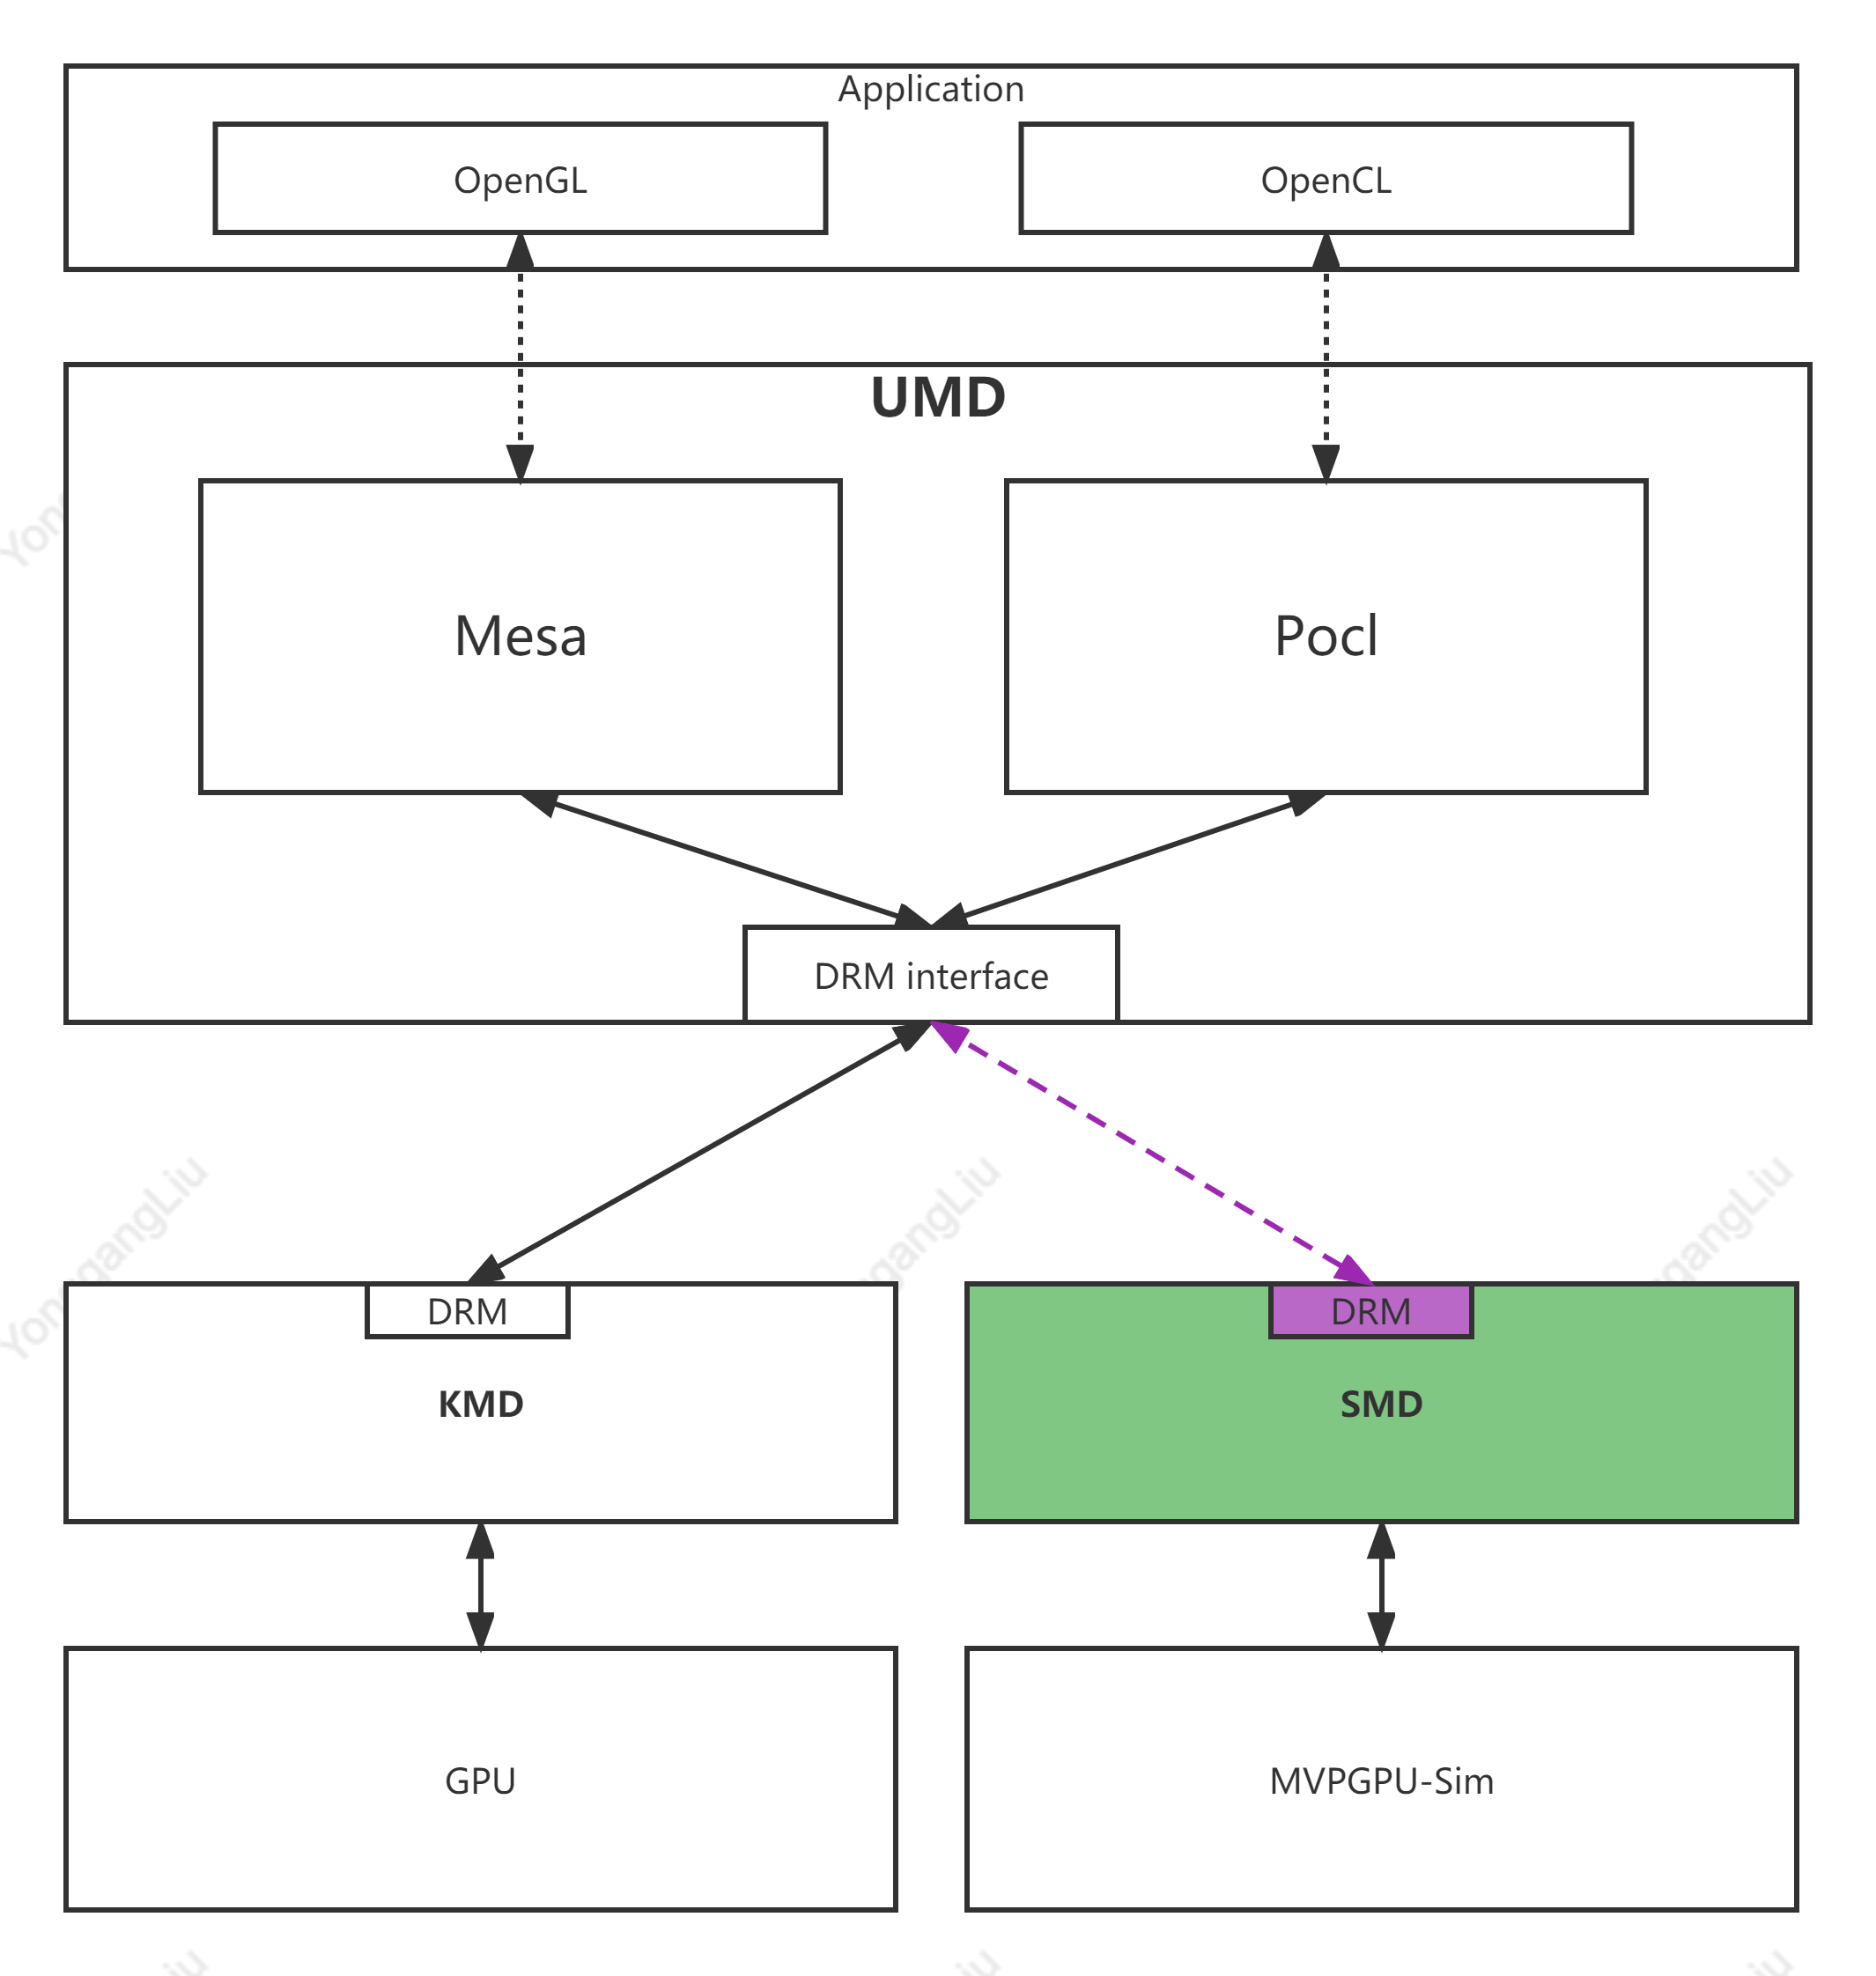 Application
OpenGL OpenCL
UMD
Mesa Pocl
DRM interface
YongangLiu
DRM DRM
KMD SMD
GPU MVPGPU-Sim